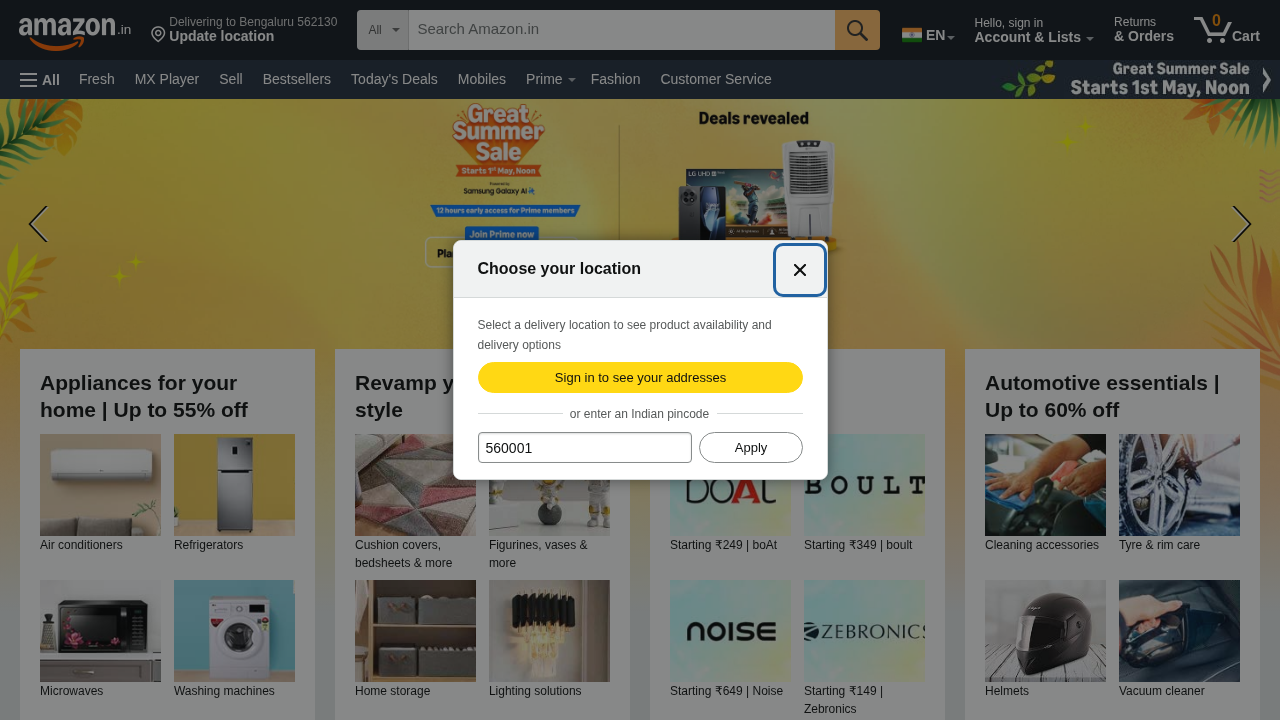 amazon.in
Delivering to Bengaluru 562130
Update location
All
Search Amazon.in
EN
Hello, sign in
Account & Lists
Returns
& Orders
0
Cart
All
Fresh
MX Player
Sell
Bestsellers
Today's Deals
Mobiles
Prime
Fashion
Customer Service
Great Summer Sale
Starts 1st May, Noon
Great
Summer
Sale
Starts 1st May, Noon
Powered by
Samsung Galaxy AI
12 hours early access for Prime members
Join Prime now
Pla
Deals revealed
LG UHD
Choose your location
Select a delivery location to see product availability and
delivery options
Sign in to see your addresses
or enter an Indian pincode
560001
Apply
Appliances for your
home | Up to 55% off
Air conditioners
Refrigerators
Microwaves
Washing machines
Revamp y
style
Cushion covers,
bedsheets & more
Figurines, vases &
more
Home storage
Lighting solutions
boAt
BOULT
Starting ₹249 | boAt
Starting ₹349 | boult
noise
ZEBRONICS
Starting ₹649 | Noise
Starting ₹149 |
Zebronics
Automotive essentials |
Up to 60% off
Cleaning accessories
Tyre & rim care
Helmets
Vacuum cleaner